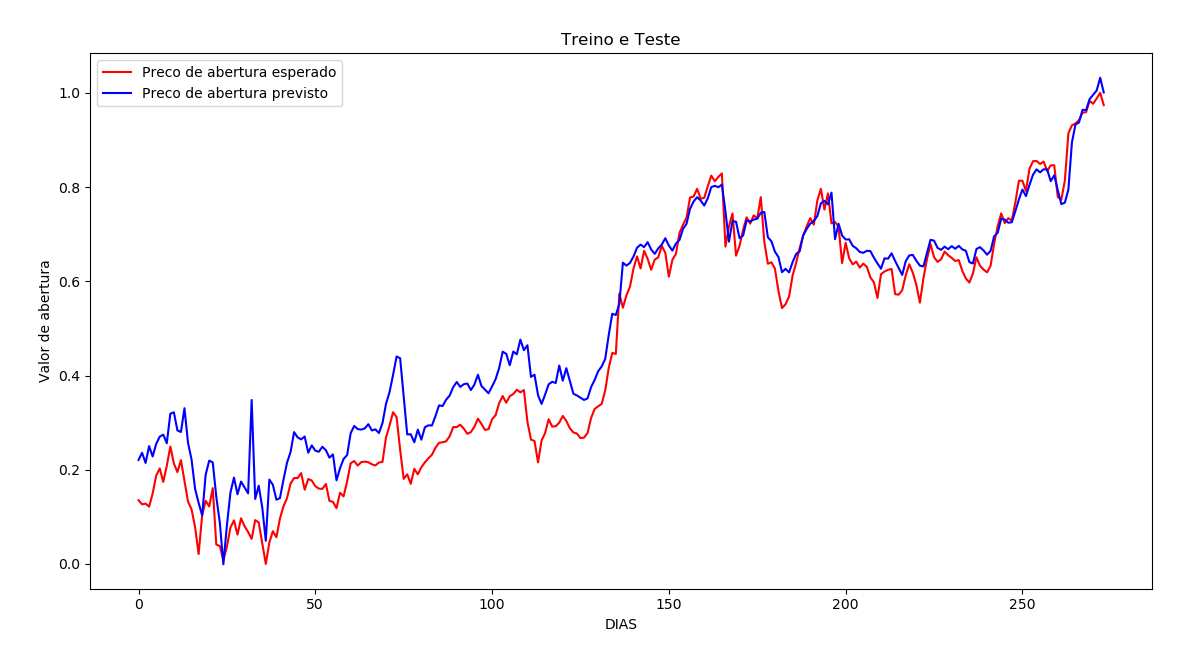 Treino e Teste
Preco de abertura esperado
Preco de abertura previsto
Valor de abertura
1.0
0.8
0.6
0.4
0.2
0.0
0 50 100 150 200 250
DIAS